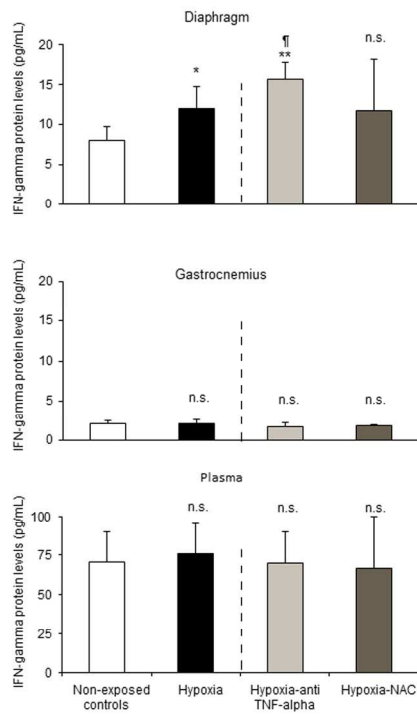 Diaphragm
IFN-gamma protein levels (pg/mL)
20
15
10
5
0
*
¶
**
n.s.
Gastrocnemius
IFN-gamma protein levels (pg/mL)
20
15
10
5
0
n.s.
n.s.
n.s.
Plasma
IFN-gamma protein levels (pg/mL)
100
75
50
25
0
n.s.
n.s.
n.s.
Non-exposed
controls
Hypoxia
Hypoxia-anti
TNF-alpha
Hypoxia-NAC